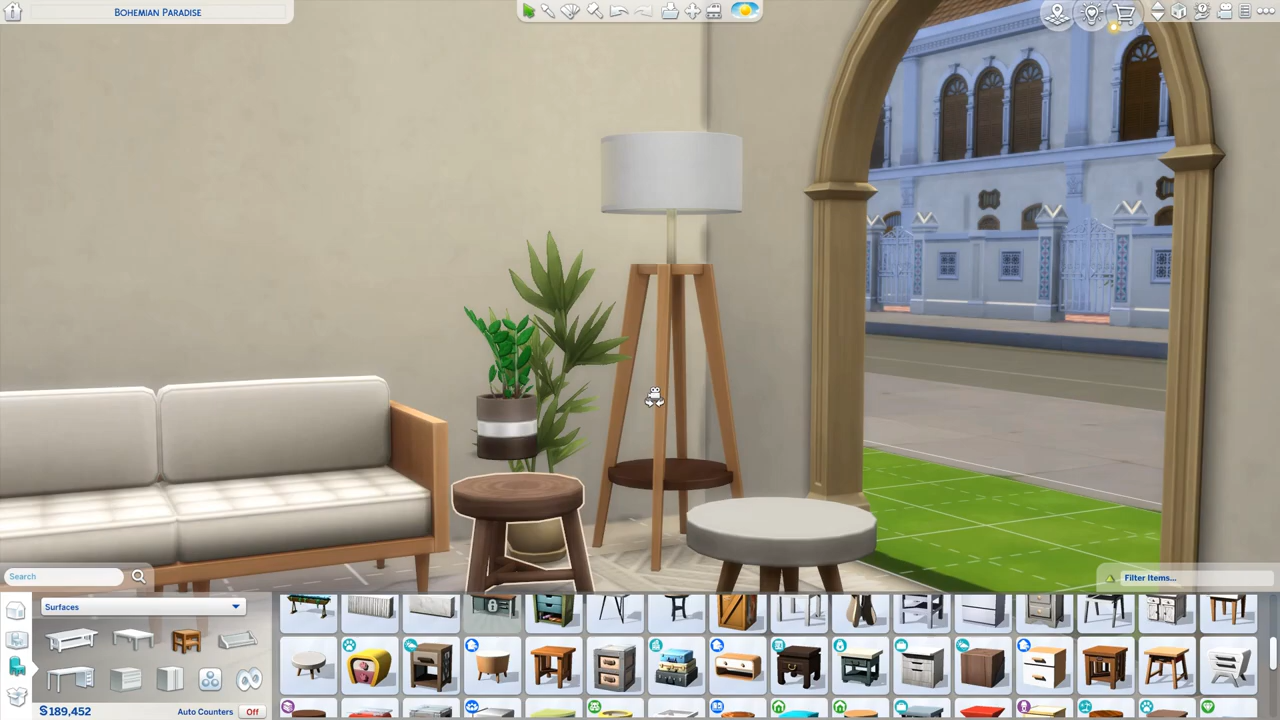 Bohemian Paradise
Search
Filter Items...
Surfaces
§189,452
Auto Counters
Off